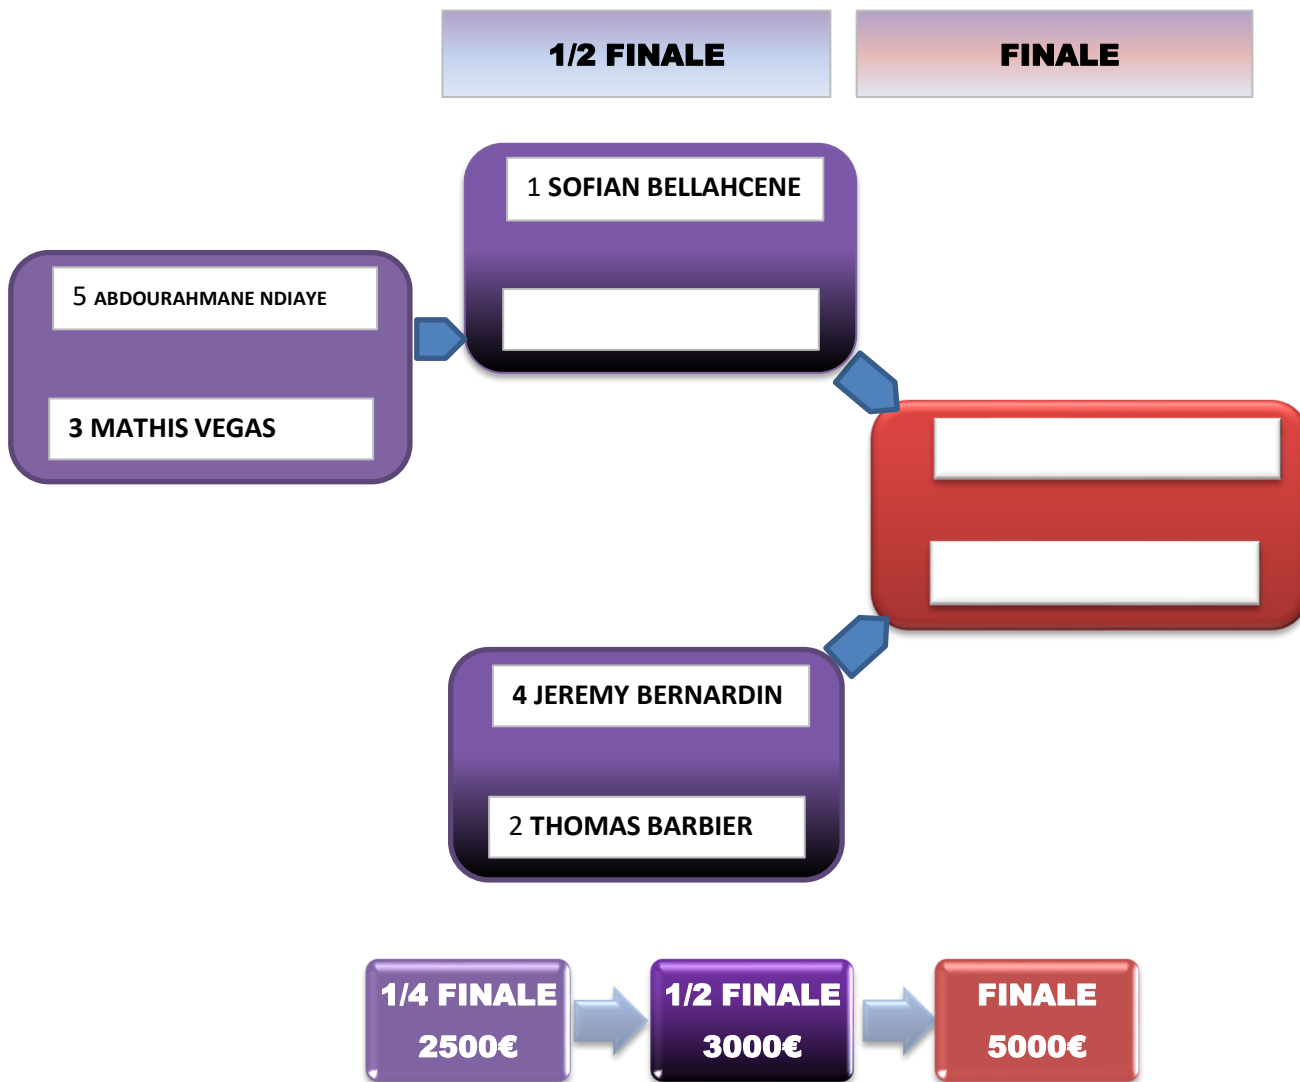 1/2 FINALE
FINALE
1 SOFIAN BELLAHCENE
5 ABDOURAHMANE NDIAYE
3 MATHIS VEGAS
4 JEREMY BERNARDIN
2 THOMAS BARBIER
1/4 FINALE
2500€
1/2 FINALE
3000€
FINALE
5000€